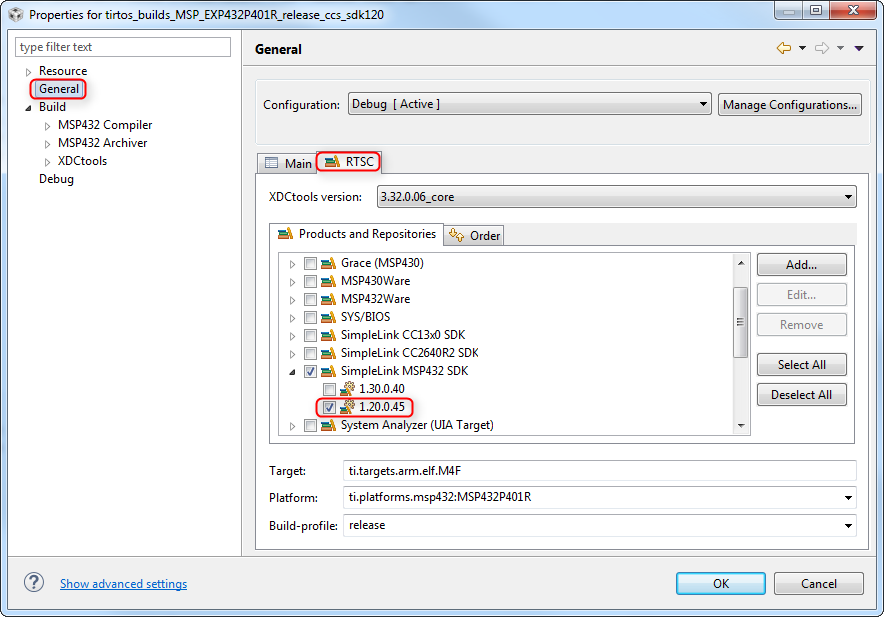 Properties for tirtos_builds_MSP_EXP432P401R_release_ccs_sdk120
type filter text
Resource
General
Build
MSP432 Compiler
MSP432 Archiver
XDCtools
Debug
General
Configuration: Debug [ Active ] Manage Configurations...
Main RTSC
XDCtools version: 3.32.0.06_core
Products and Repositories Order
Grace (MSP430)
MSP430Ware
MSP432Ware
SYS/BIOS
SimpleLink CC13x0 SDK
SimpleLink CC2640R2 SDK
SimpleLink MSP432 SDK
1.30.0.40
1.20.0.45
System Analyzer (UIA Target)
Add...
Edit...
Remove
Select All
Deselect All
Target: ti.targets.arm.elf.M4F
Platform: ti.platforms.msp432:MSP432P401R
Build-profile: release
? Show advanced settings OK Cancel